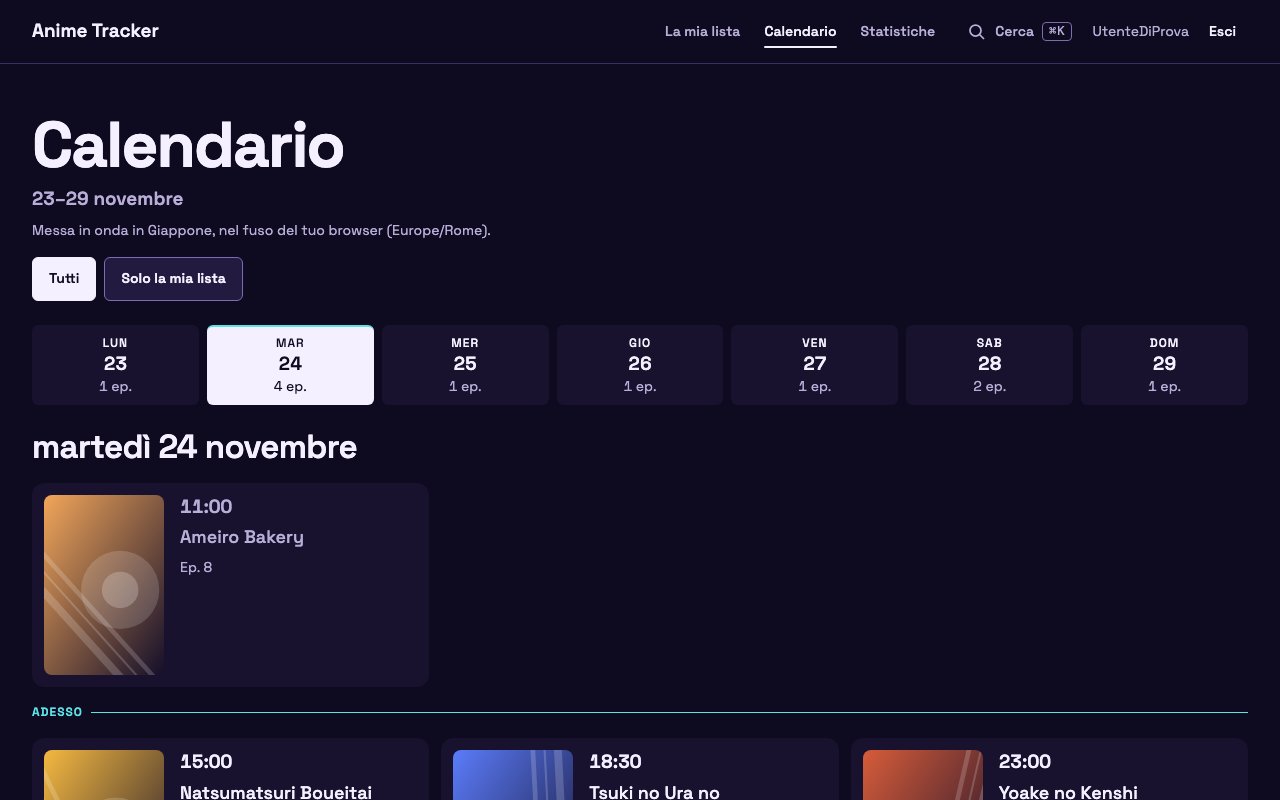 Anime Tracker
La mia lista
Calendario
Statistiche
Cerca ⌘K
UtenteDiProva
Esci
Calendario
23–29 novembre
Messa in onda in Giappone, nel fuso del tuo browser (Europe/Rome).
Tutti
Solo la mia lista
LUN
23
1 ep.
MAR
24
4 ep.
MER
25
1 ep.
GIO
26
1 ep.
VEN
27
1 ep.
SAB
28
2 ep.
DOM
29
1 ep.
martedì 24 novembre
11:00
Ameiro Bakery
Ep. 8
ADESSO
15:00
Natsumatsuri Boueitai
18:30
Tsuki no Ura no
23:00
Yoake no Kenshi